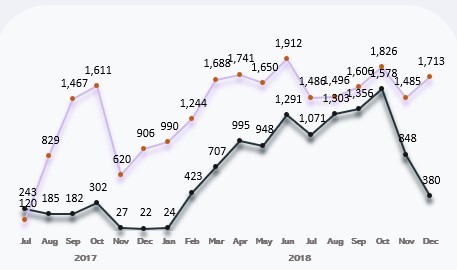 1,912
1,826
1,688 1,741 1,650 1,713
1,611 1,606 1,578
1,467 1,486 1,496 1,485
1,291 1,303 1,356
1,244
1,071
829 906 990 995 948 848
620 707
423 380
243 302
120 185 182 27 22 24
Jul Aug Sep Oct Nov Dec Jan Feb Mar Apr May Jun Jul Aug Sep Oct Nov Dec
2017 2018